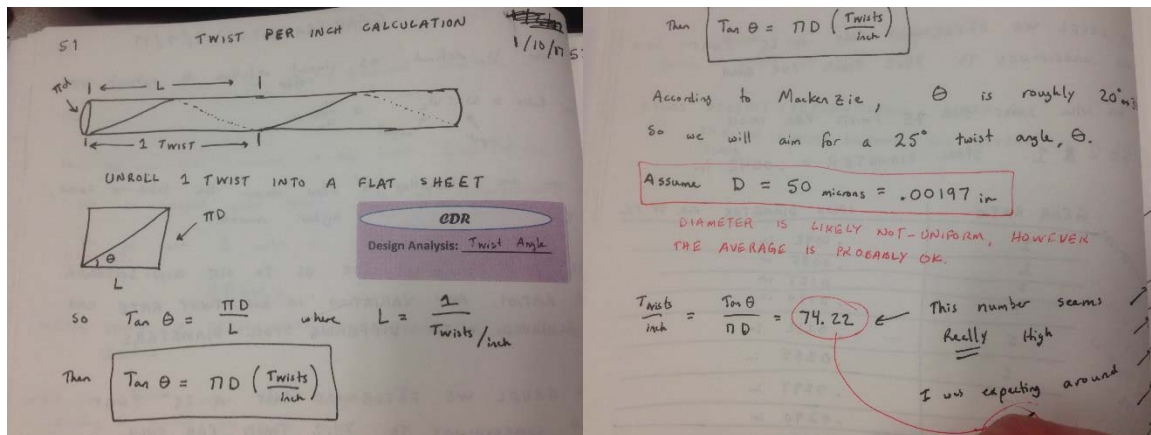 51
TWIST PER INCH CALCULATION
1/10/17
πd
L
1 TWIST
UNROLL 1 TWIST INTO A FLAT SHEET
πD
θ
L
CDR
Design Analysis: Twist Angle
So Tan θ = πD / L where L = 1 / Twists/inch
Then Tan θ = πD (Twists/inch)
Then Tan θ = πD (Twists/inch)
According to Mackenzie, θ is roughly 20°
So we will aim for a 25° twist angle, θ.
Assume D = 50 microns = .00197 in
DIAMETER IS LIKELY NOT-UNIFORM, HOWEVER
THE AVERAGE IS PROBABLY OK.
Twists/inch = Tan θ / πD = 74.22 ← This number seems
Really High
I was expecting around